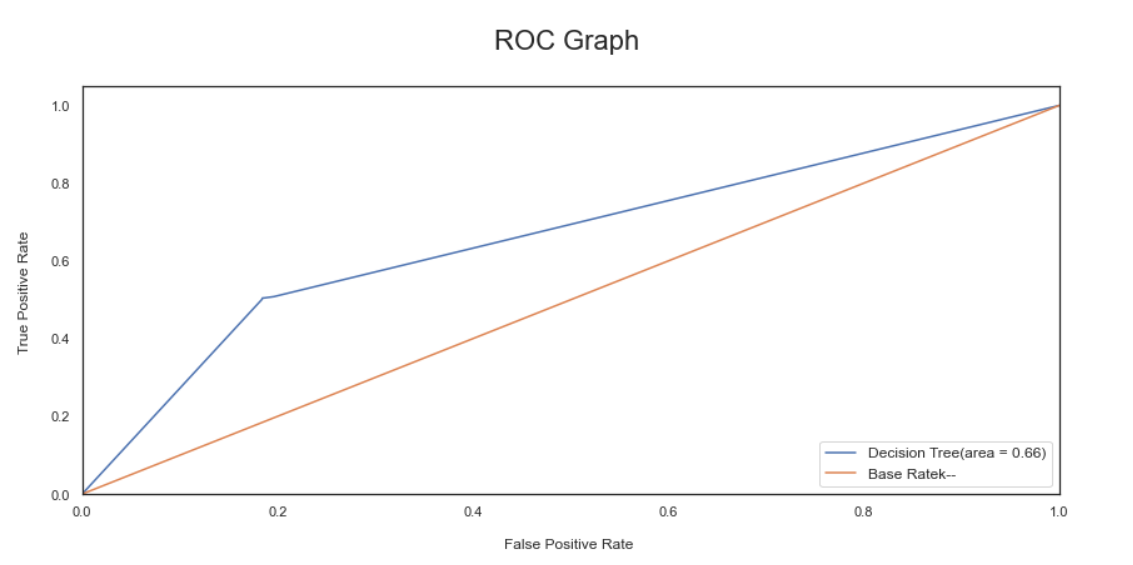 ROC Graph
1.0
0.8
0.6
0.4
0.2
0.0
True Positive Rate
0.0 0.2 0.4 0.6 0.8 1.0
False Positive Rate
Decision Tree(area = 0.66)
Base Ratek--